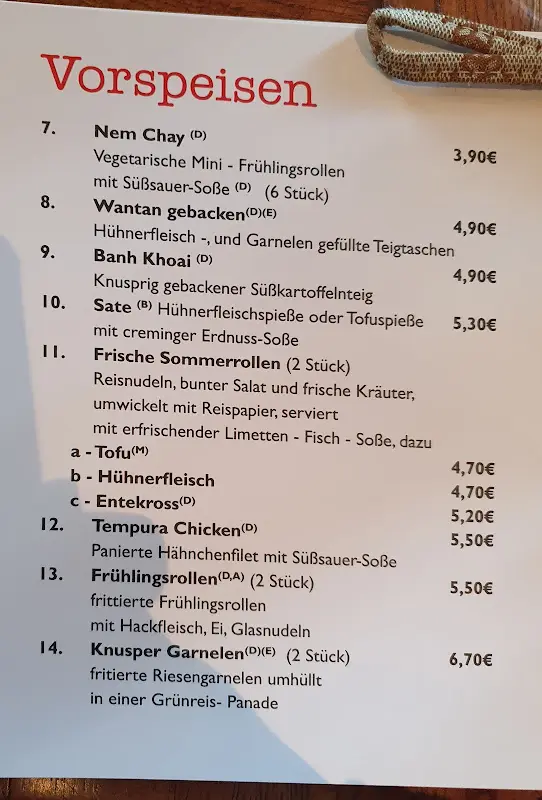 Vorspeisen
7. Nem Chay (D) 3,90€
Vegetarische Mini - Frühlingsrollen
mit Süßsauer-Soße (D) (6 Stück)
8. Wantan gebacken(D)(E) 4,90€
Hühnerfleisch -, und Garnelen gefüllte Teigtaschen
9. Banh Khoai (D) 4,90€
Knusprig gebackener Süßkartoffelnteig
10. Sate (B) Hühnerfleischspieße oder Tofuspieße 5,30€
mit creminger Erdnuss-Soße
11. Frische Sommerrollen (2 Stück)
Reisnudeln, bunter Salat und frische Kräuter,
umwickelt mit Reispapier, serviert
mit erfrischender Limetten - Fisch - Soße, dazu
a - Tofu(M) 4,70€
b - Hühnerfleisch 4,70€
c - Entekross(D) 5,20€
12. Tempura Chicken(D) 5,50€
Panierte Hähnchenfilet mit Süßsauer-Soße
13. Frühlingsrollen(D,A) (2 Stück) 5,50€
frittierte Frühlingsrollen
mit Hackfleisch, Ei, Glasnudeln
14. Knusper Garnelen(D)(E) (2 Stück) 6,70€
fritierte Riesengarnelen umhüllt
in einer Grünreis- Panade